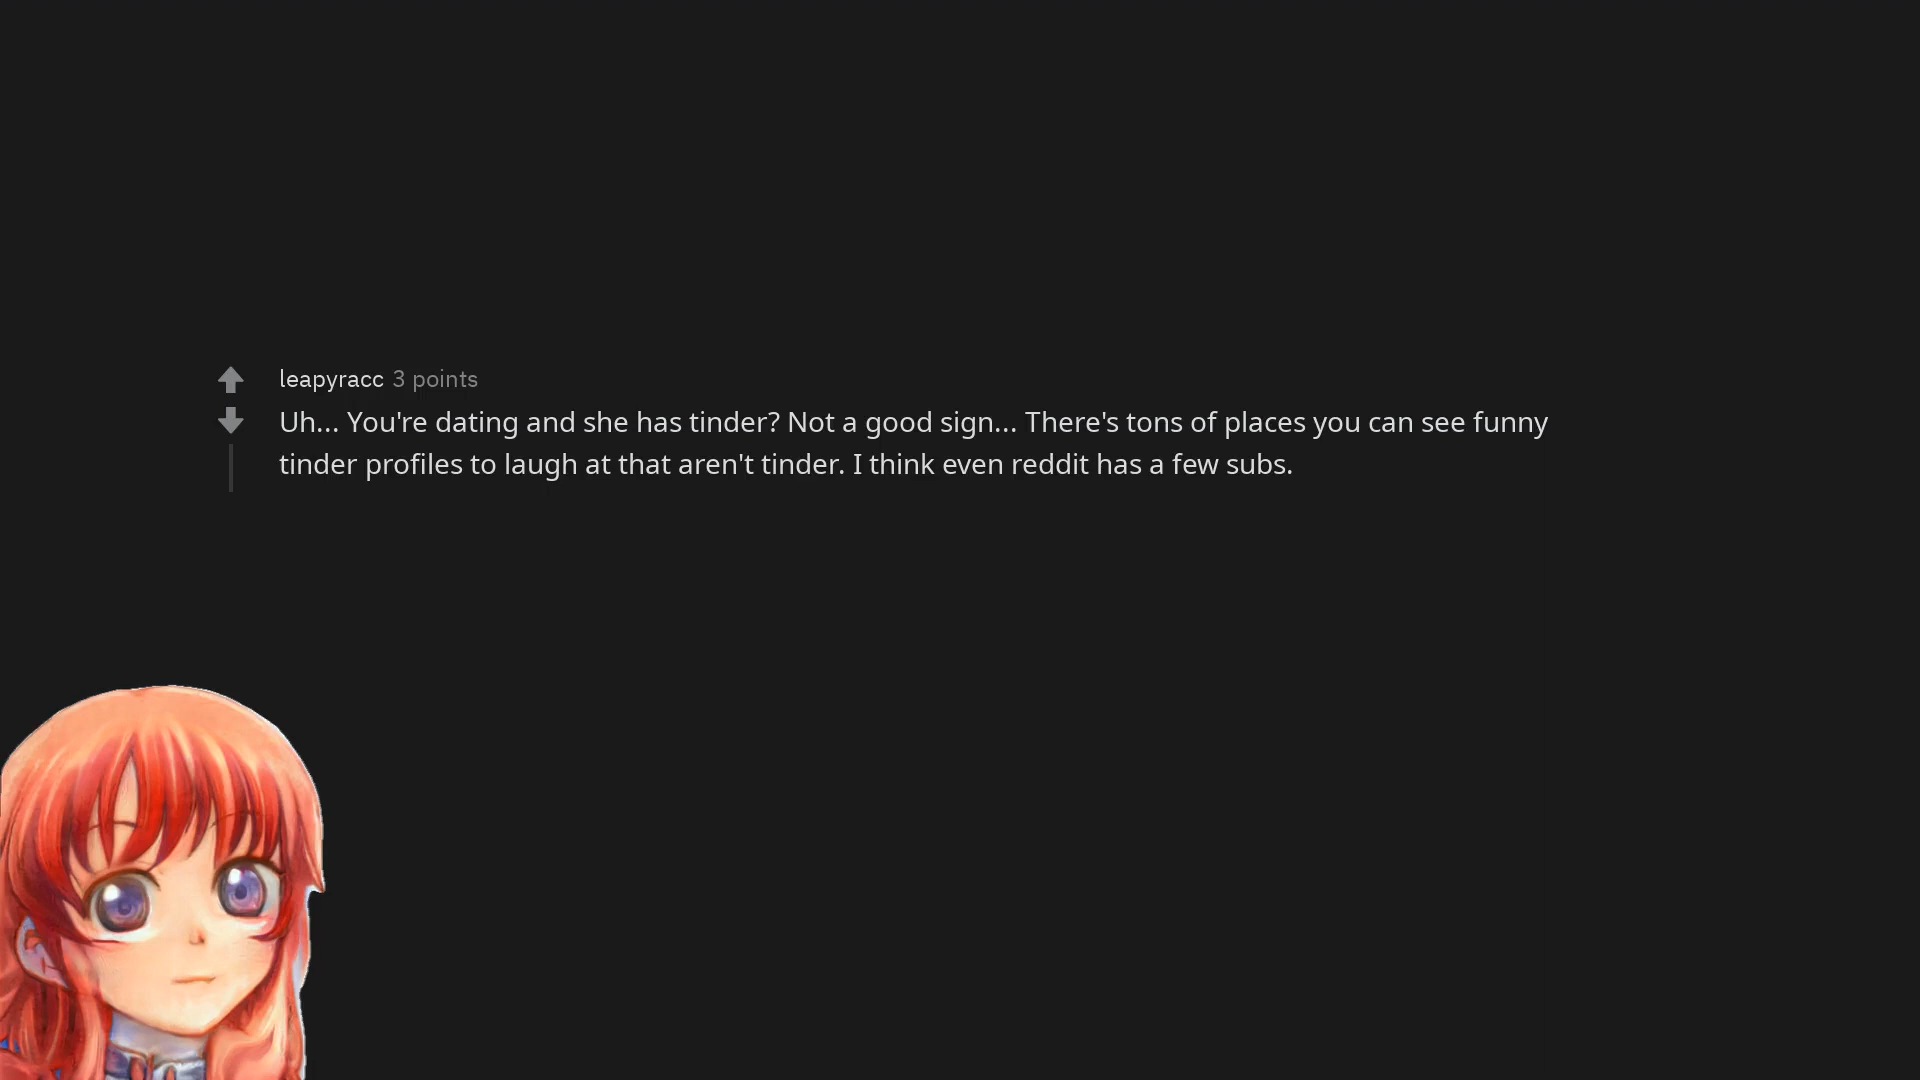 leapyracc 3 points
Uh... You're dating and she has tinder? Not a good sign... There's tons of places you can see funny
tinder profiles to laugh at that aren't tinder. I think even reddit has a few subs.